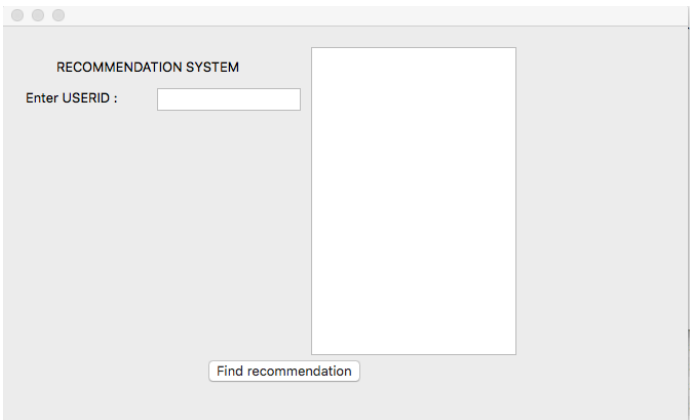 RECOMMENDATION SYSTEM
Enter USERID :
Find recommendation